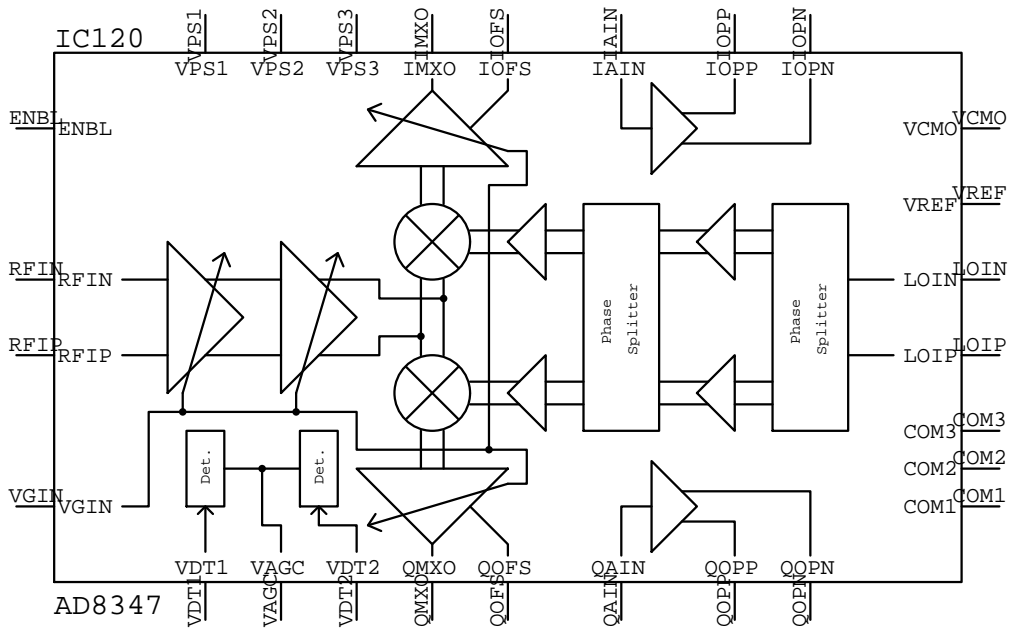 VPS1 VPS2 VPS3 IMXO IOFS IAIN IOPP IOPN
IC120
VPS1 VPS2 VPS3 IMXO IOFS IAIN IOPP IOPN
ENBL ENBL VCMO VCMO
VREF VREF
RFIN RFIN LOIN LOIN
Phase Splitter
Phase Splitter
RFIP RFIP LOIP LOIP
COM3 COM3
Det.
Det.
COM2 COM2
VGIN VGIN COM1 COM1
VDT1 VAGC VDT2 QMXO QOFS QAIN QOPP QOPN
AD8347
VDT1 VAGC VDT2 QMXO QOFS QAIN QOPP QOPN